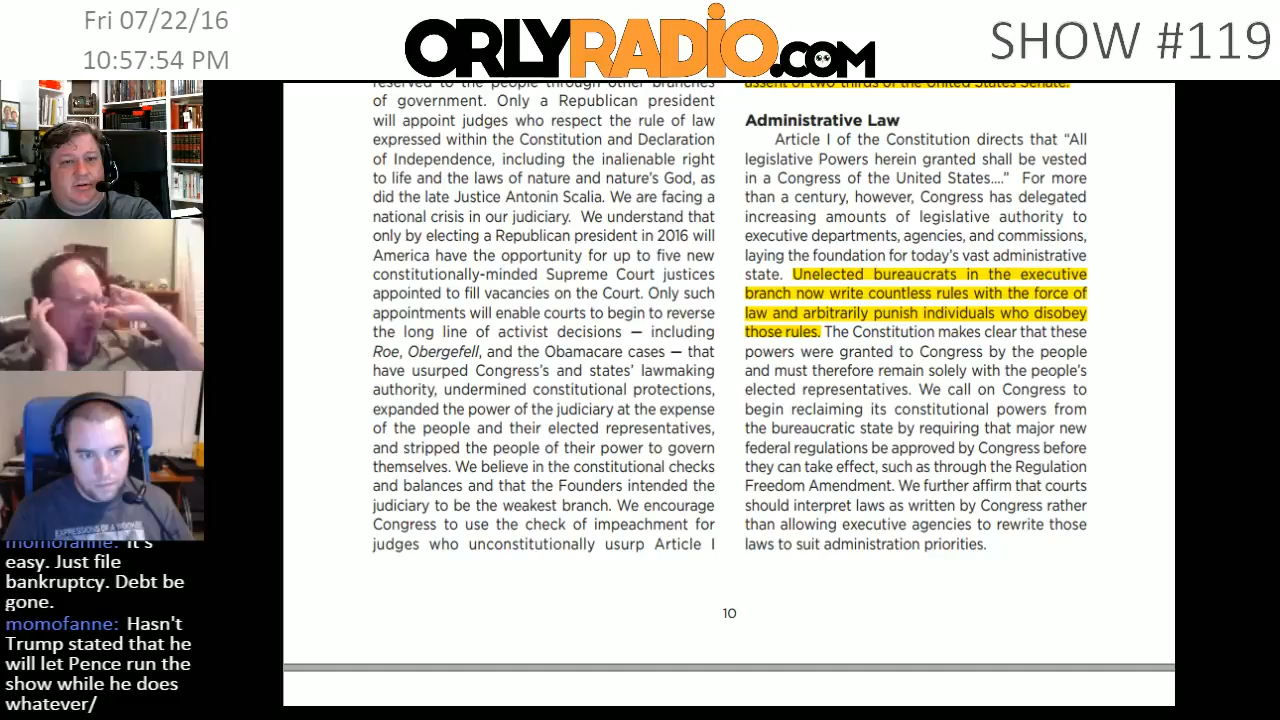 Fri 07/22/16
10:57:54 PM
ORLYRADiO.COM
SHOW #119
reserved to the people through other branches
of government. Only a Republican president
will appoint judges who respect the rule of law
expressed within the Constitution and Declaration
of Independence, including the inalienable right
to life and the laws of nature and nature's God, as
did the late Justice Antonin Scalia. We are facing a
national crisis in our judiciary. We understand that
only by electing a Republican president in 2016 will
America have the opportunity for up to five new
constitutionally-minded Supreme Court justices
appointed to fill vacancies on the Court. Only such
appointments will enable courts to begin to reverse
the long line of activist decisions — including
Roe, Obergefell, and the Obamacare cases — that
have usurped Congress's and states' lawmaking
authority, undermined constitutional protections,
expanded the power of the judiciary at the expense
of the people and their elected representatives,
and stripped the people of their power to govern
themselves. We believe in the constitutional checks
and balances and that the Founders intended the
judiciary to be the weakest branch. We encourage
Congress to use the check of impeachment for
judges who unconstitutionally usurp Article I
assent of two-thirds of the United States Senate.
Administrative Law
Article I of the Constitution directs that “All
legislative Powers herein granted shall be vested
in a Congress of the United States....” For more
than a century, however, Congress has delegated
increasing amounts of legislative authority to
executive departments, agencies, and commissions,
laying the foundation for today's vast administrative
state. Unelected bureaucrats in the executive
branch now write countless rules with the force of
law and arbitrarily punish individuals who disobey
those rules. The Constitution makes clear that these
powers were granted to Congress by the people
and must therefore remain solely with the people's
elected representatives. We call on Congress to
begin reclaiming its constitutional powers from
the bureaucratic state by requiring that major new
federal regulations be approved by Congress before
they can take effect, such as through the Regulation
Freedom Amendment. We further affirm that courts
should interpret laws as written by Congress rather
than allowing executive agencies to rewrite those
laws to suit administration priorities.
10
momofanne: It's
easy. Just file
bankruptcy. Debt be
gone.
momofanne: Hasn't
Trump stated that he
will let Pence run the
show while he does
whatever/